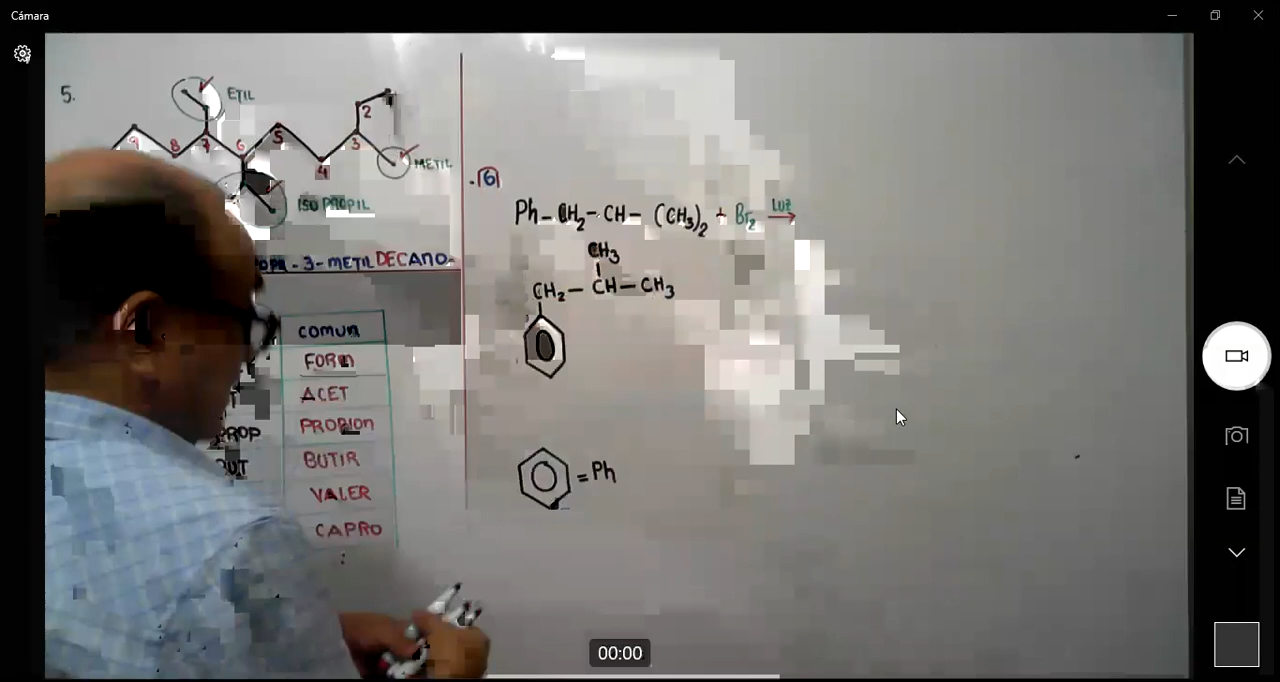 Cámara
5.
ETIL
9 8 7 6 5 4 3 2
METIL
ISOPROPIL
- 3 - METIL DECANO
COMUN
FORM
ACET
PROP PROPION
BUT BUTIR
VALER
CAPRO
6
Ph - CH2 - CH - (CH3)2 + Br2 LUZ →
CH3
CH2 - CH - CH3
= Ph
00:00